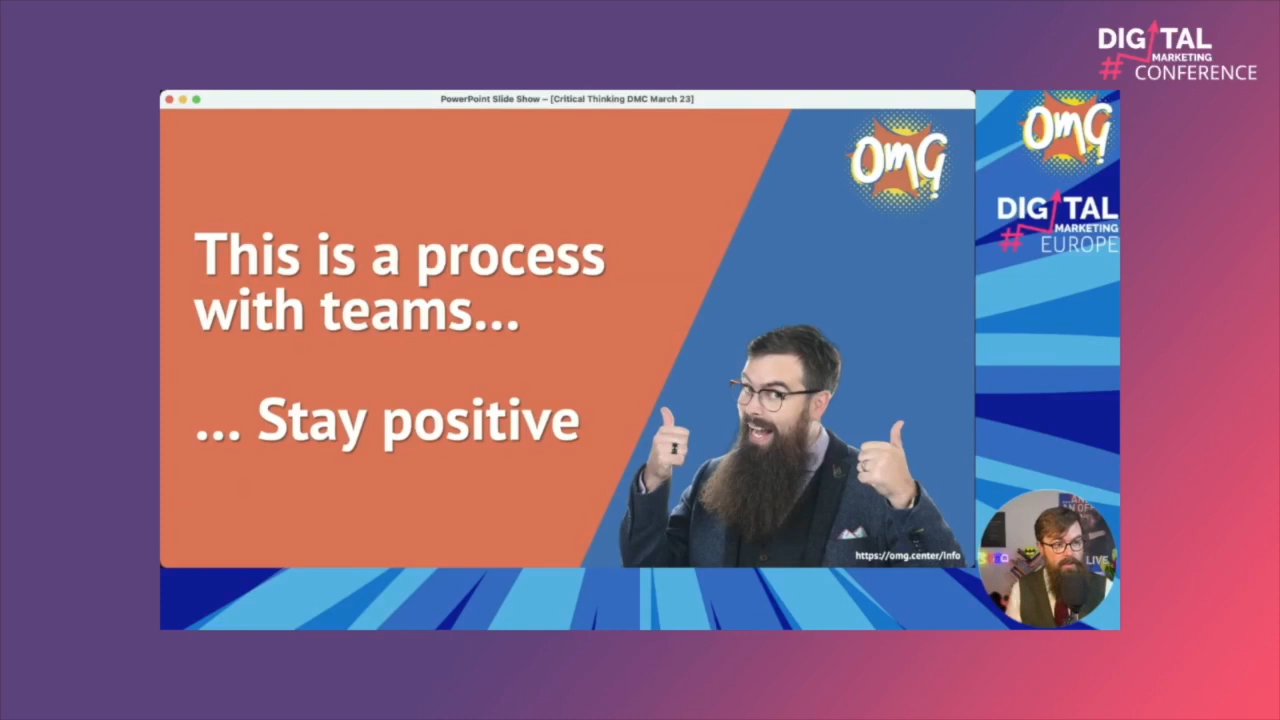 DIGITAL
MARKETING
# CONFERENCE
PowerPoint Slide Show – [Critical Thinking DMC March 23]
OMG
OMG
DIGITAL
MARKETING
# EUROPE
This is a process
with teams...
... Stay positive
https://omg.center/info
LIVE